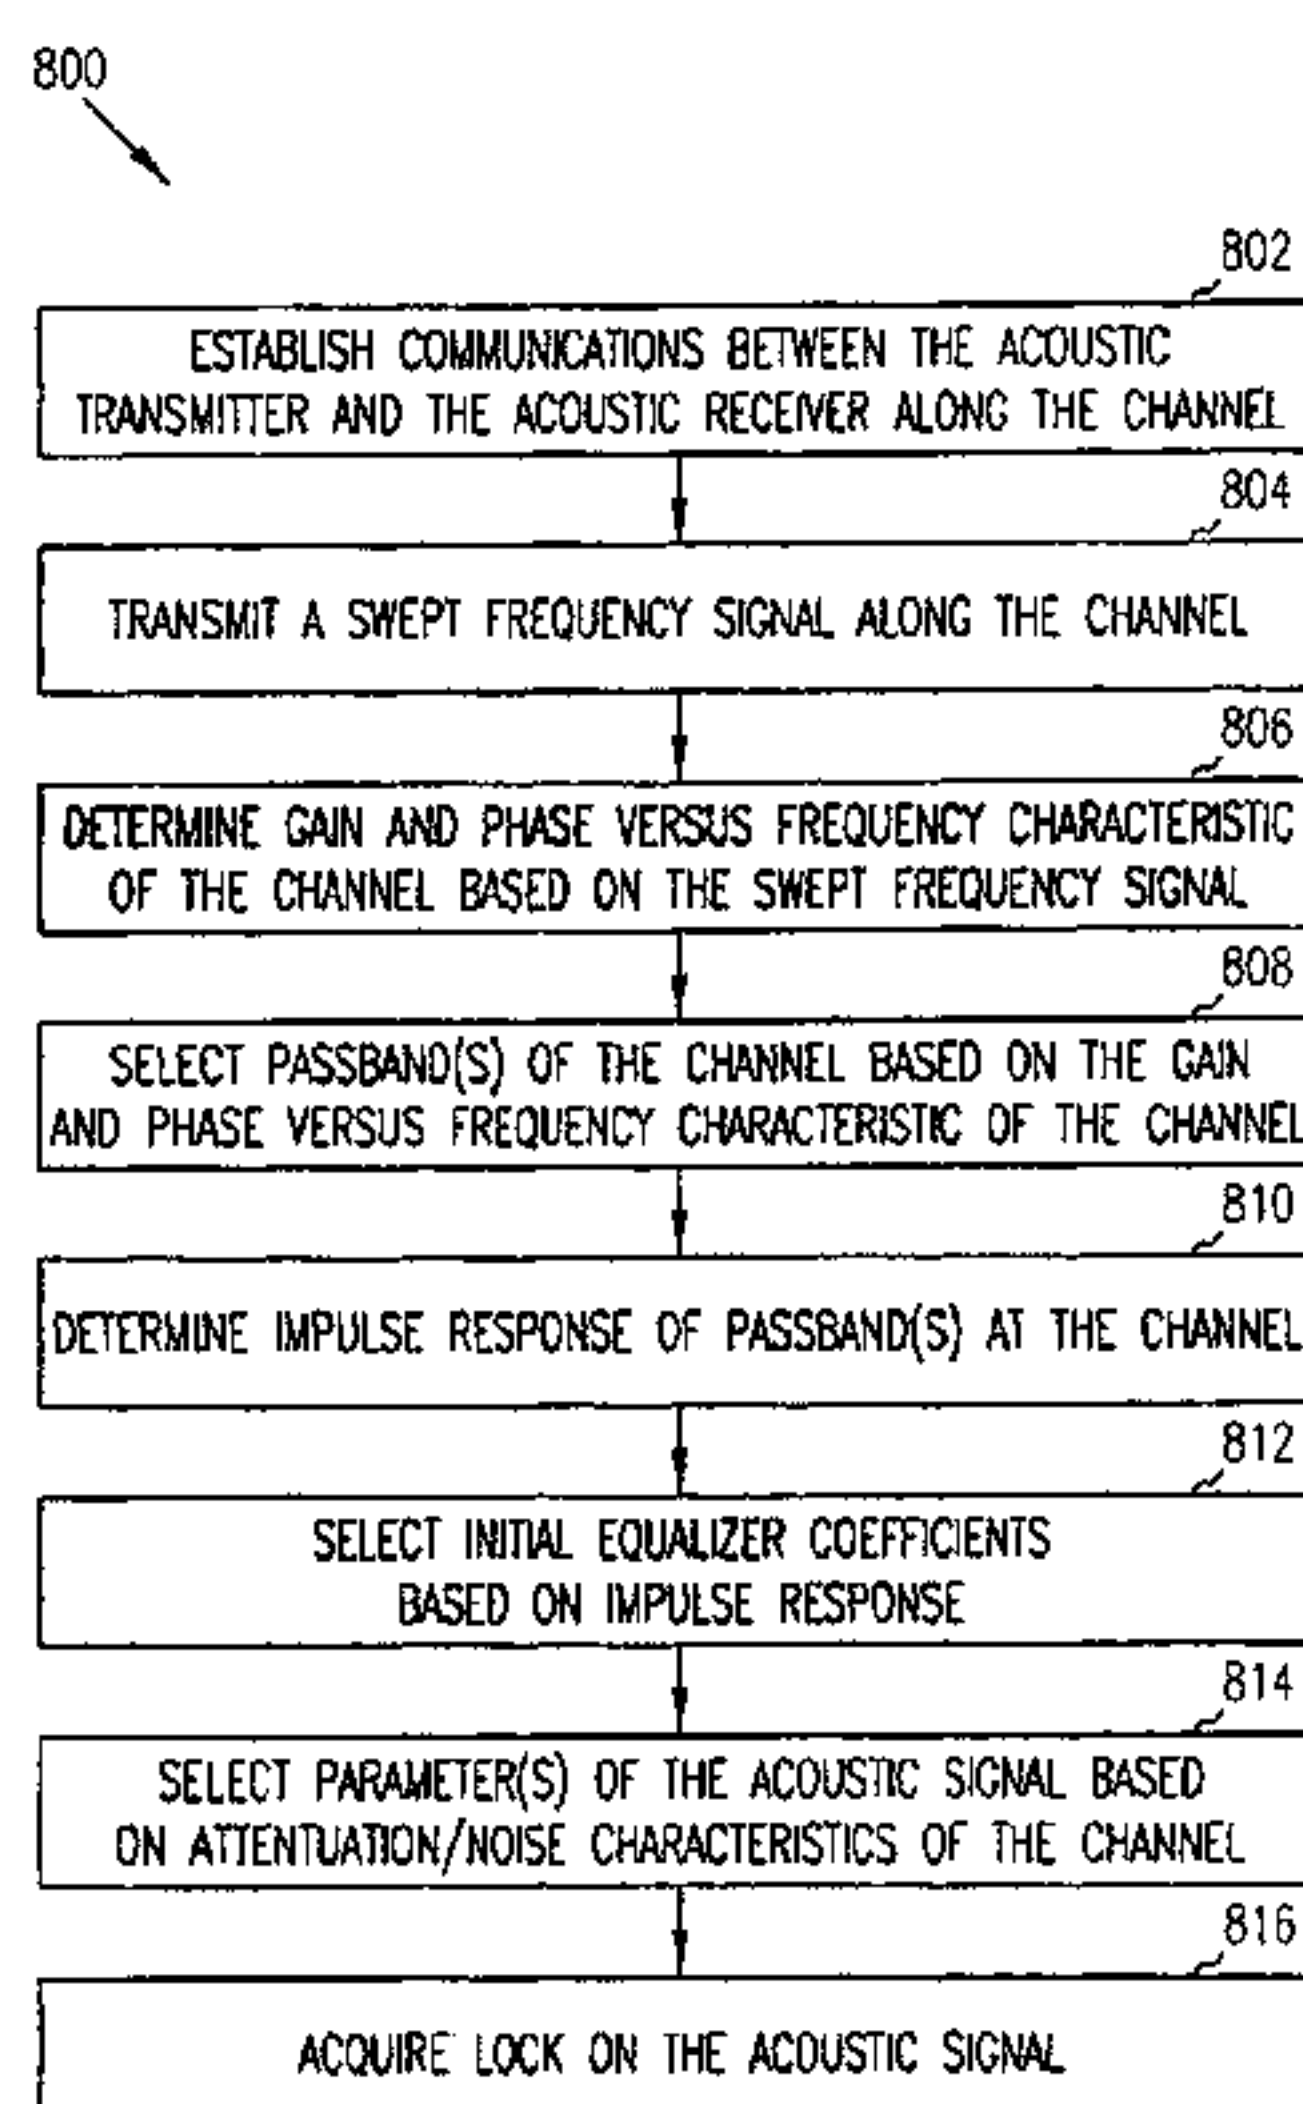 800
802
ESTABLISH COMMUNICATIONS BETWEEN THE ACOUSTIC
TRANSMITTER AND THE ACOUSTIC RECEIVER ALONG THE CHANNEL
804
TRANSMIT A SWEPT FREQUENCY SIGNAL ALONG THE CHANNEL
806
DETERMINE GAIN AND PHASE VERSUS FREQUENCY CHARACTERISTIC
OF THE CHANNEL BASED ON THE SWEPT FREQUENCY SIGNAL
808
SELECT PASSBAND(S) OF THE CHANNEL BASED ON THE GAIN
AND PHASE VERSUS FREQUENCY CHARACTERISTIC OF THE CHANNEL
810
DETERMINE IMPULSE RESPONSE OF PASSBAND(S) AT THE CHANNEL
812
SELECT INITIAL EQUALIZER COEFFICIENTS
BASED ON IMPULSE RESPONSE
814
SELECT PARAMETER(S) OF THE ACOUSTIC SIGNAL BASED
ON ATTENTUATION/NOISE CHARACTERISTICS OF THE CHANNEL
816
ACQUIRE LOCK ON THE ACOUSTIC SIGNAL